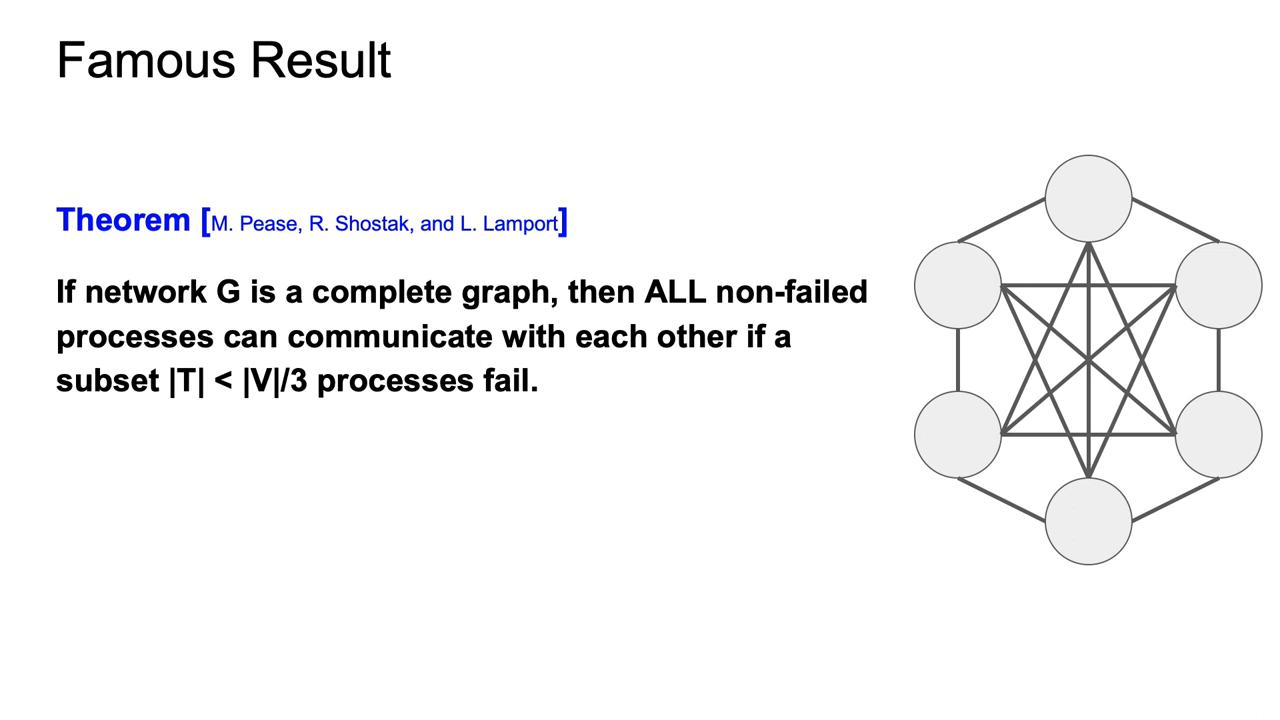 Famous Result
Theorem [M. Pease, R. Shostak, and L. Lamport]
If network G is a complete graph, then ALL non-failed
processes can communicate with each other if a
subset |T| < |V|/3 processes fail.